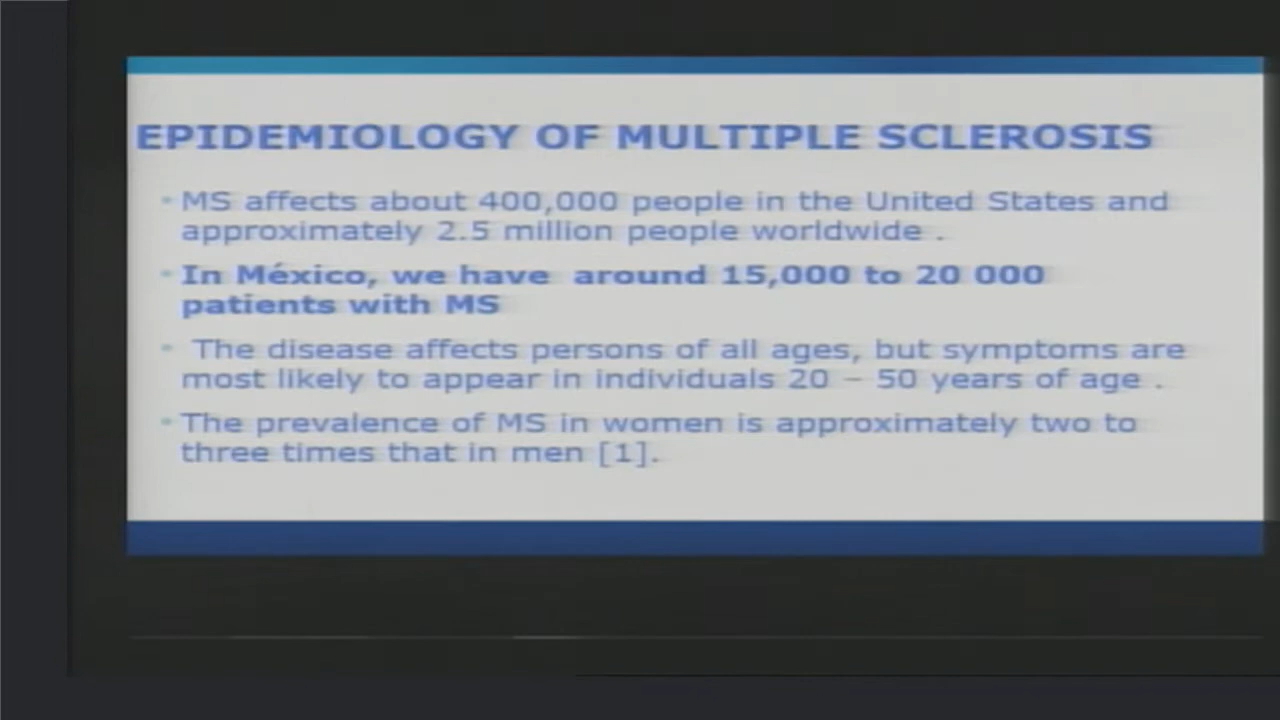 EPIDEMIOLOGY OF MULTIPLE SCLEROSIS
• MS affects about 400,000 people in the United States and
approximately 2.5 million people worldwide .
• In México, we have around 15,000 to 20 000
patients with MS
• The disease affects persons of all ages, but symptoms are
most likely to appear in individuals 20 – 50 years of age .
• The prevalence of MS in women is approximately two to
three times that in men [1].